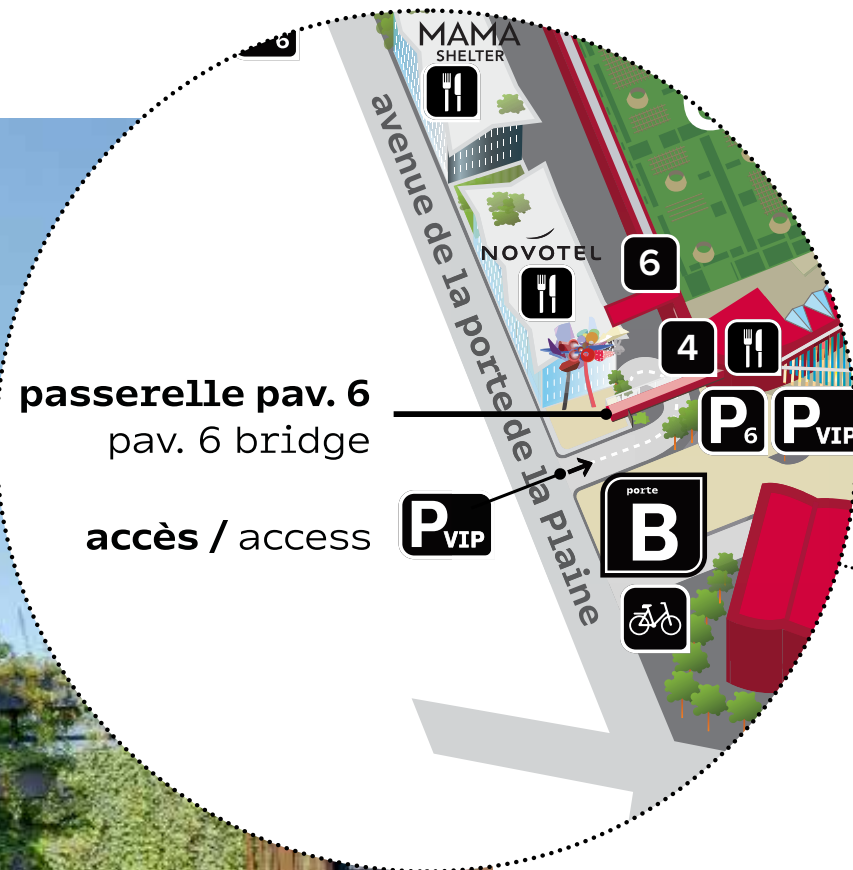 6
MAMA
SHELTER
avenue de la porte de la Plaine
NOVOTEL
6
4
passerelle pav. 6
pav. 6 bridge
P6
PVIP
accès / access
PVIP
porte
B